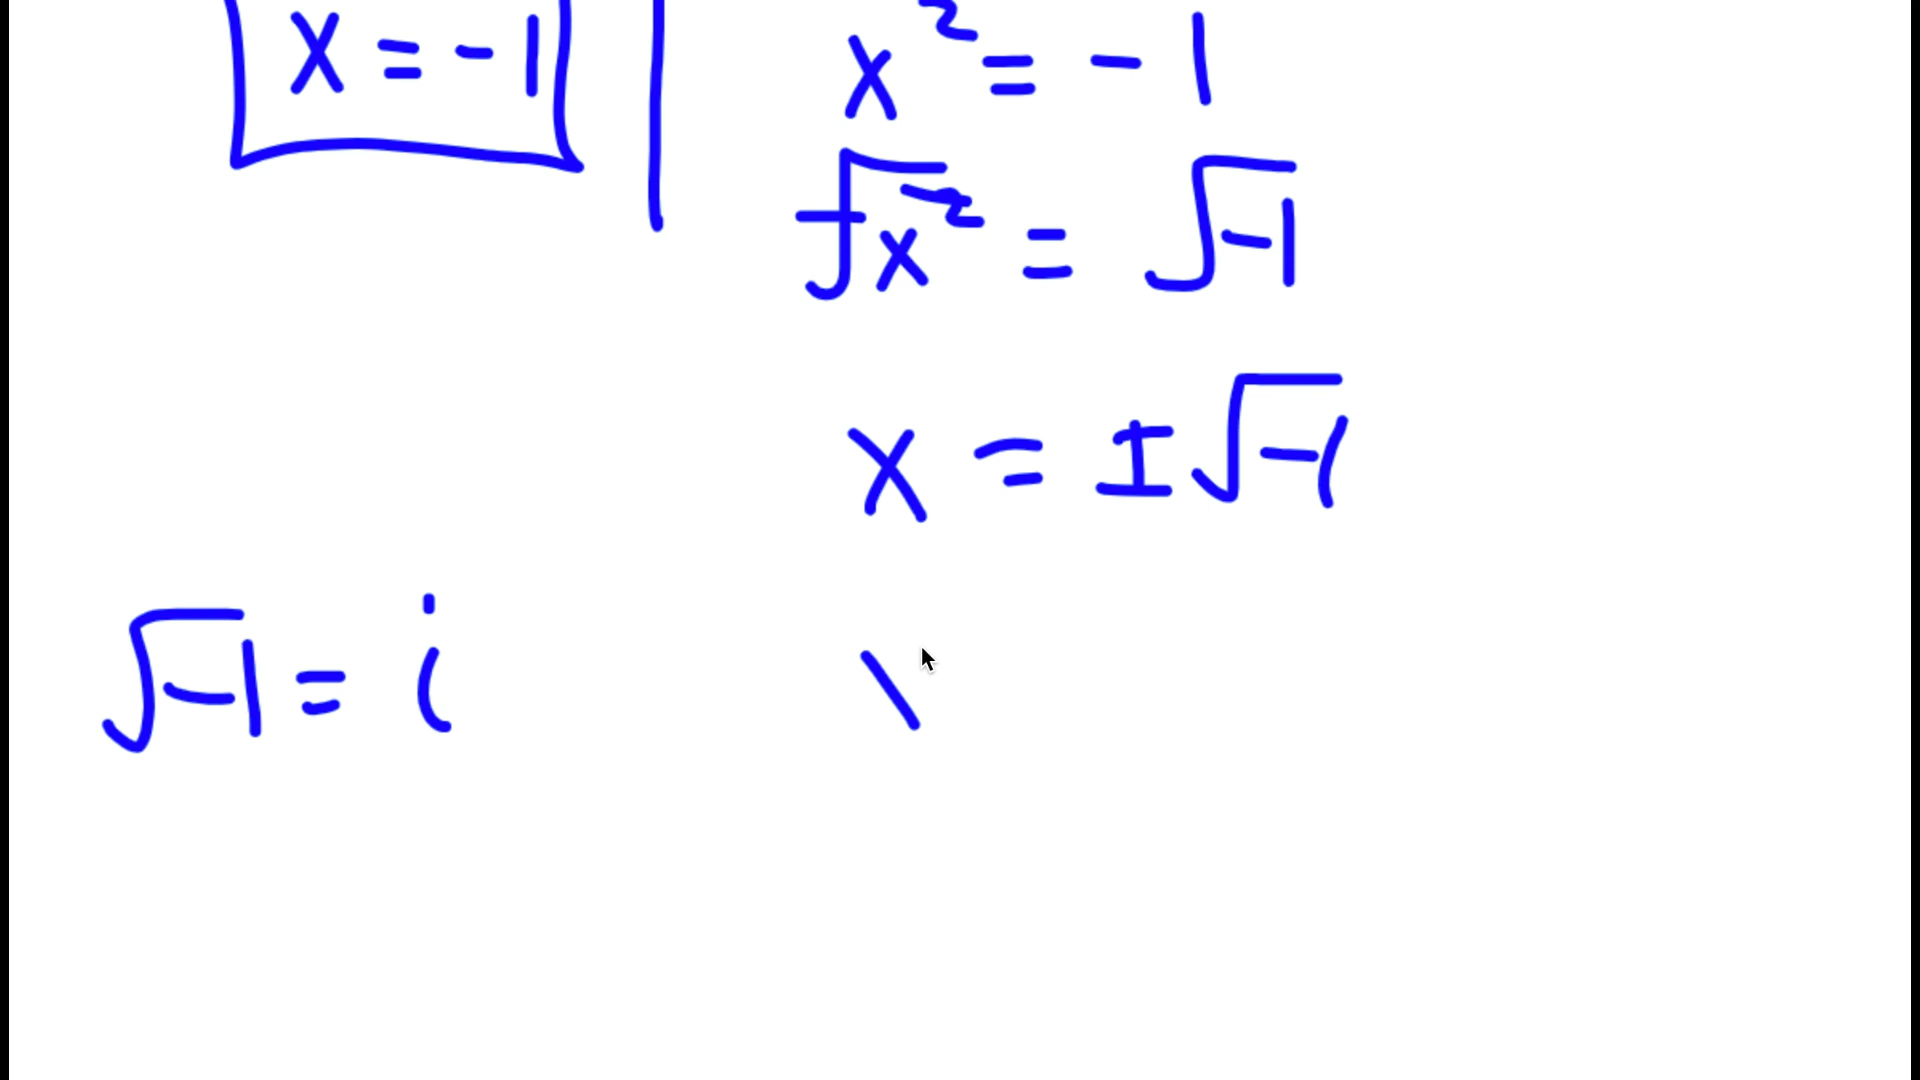 x = -1
x² = -1
√x² = √-1
x = ±√-1
√-1 = i
\